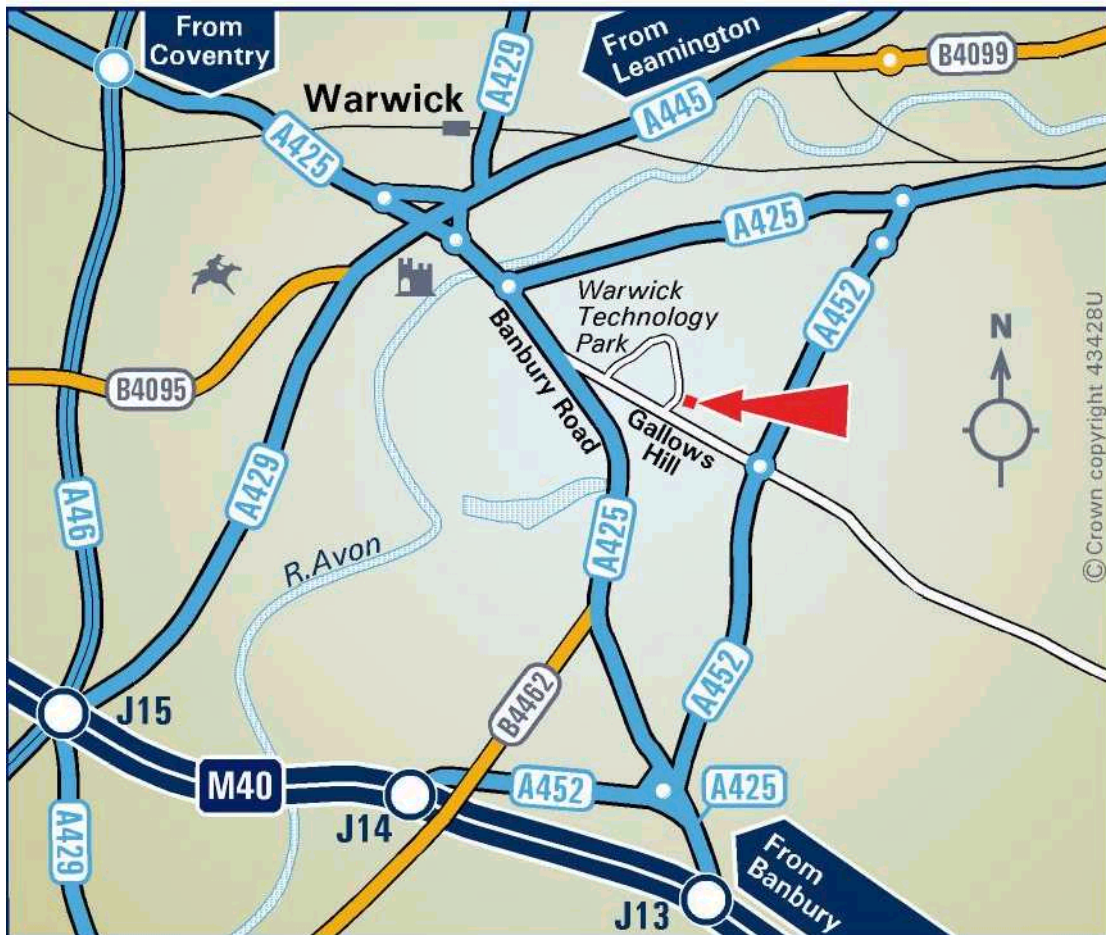 From
Coventry
A429
From
Leamington
B4099
Warwick
A445
A425
A425
Warwick
Technology
Park
A452
N
Banbury Road
B4095
Gallows
Hill
A429
A46
A425
R.Avon
© Crown copyright 43428U
A452
B4462
J15
M40
A452
A425
J14
A429
From
Banbury
J13